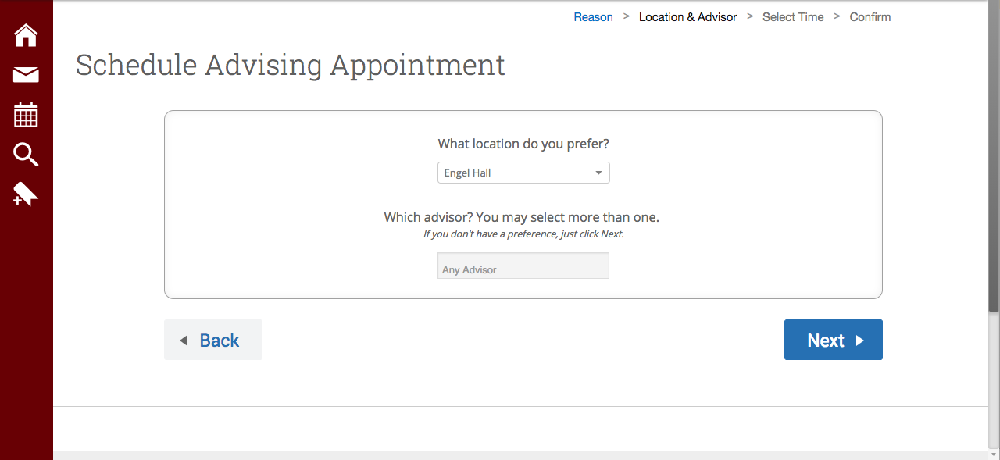 Reason > Location & Advisor > Select Time > Confirm
Schedule Advising Appointment
What location do you prefer?
Engel Hall
Which advisor? You may select more than one.
If you don't have a preference, just click Next.
Any Advisor
Back
Next